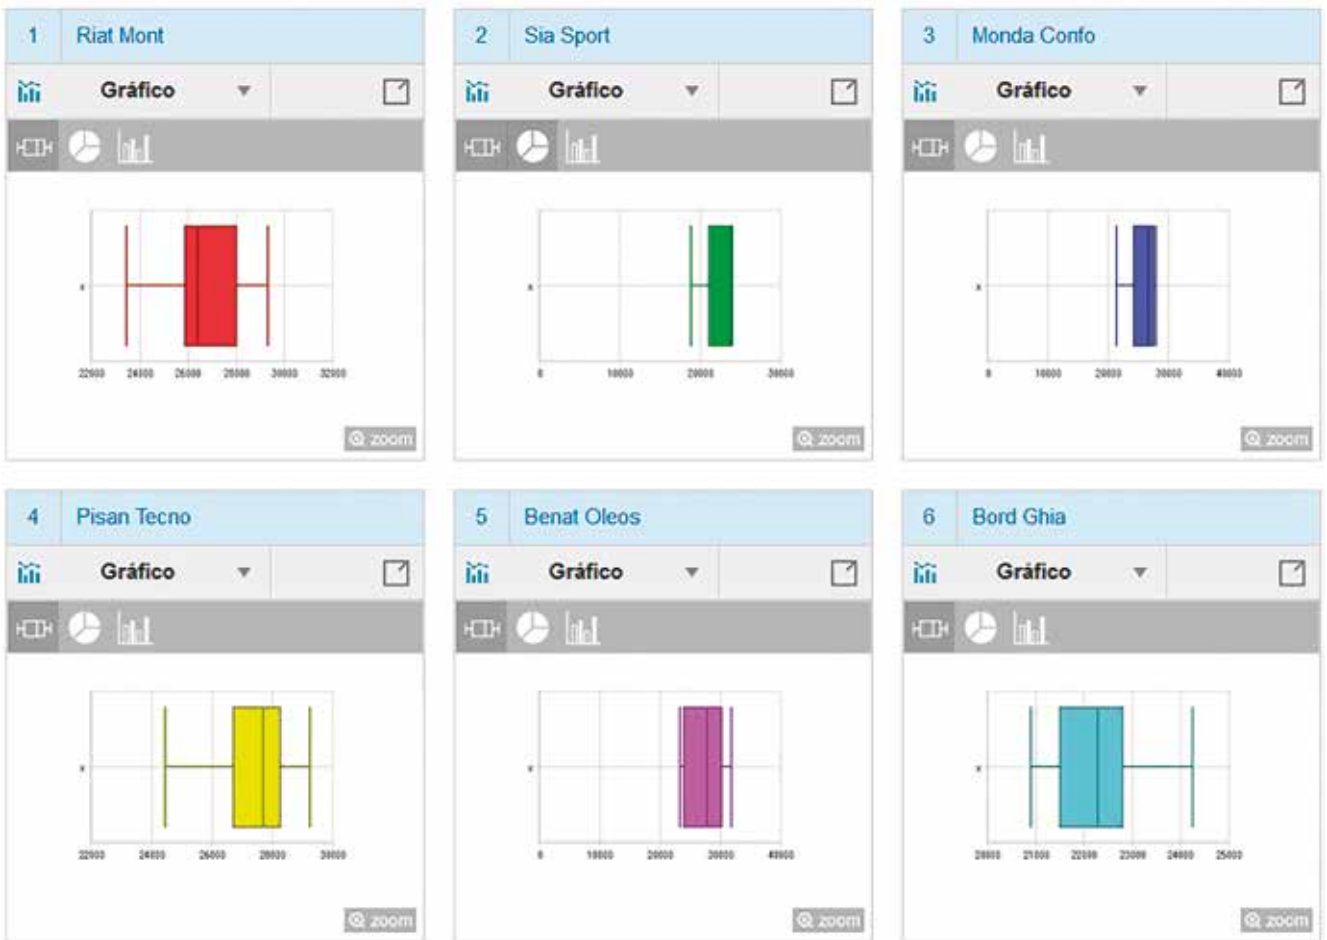 1 Riat Mont
Gráfico
x
22000 24000 26000 28000 30000 32000
zoom
2 Sia Sport
Gráfico
x
0 10000 20000 30000
zoom
3 Monda Confo
Gráfico
x
0 10000 20000 30000 40000
zoom
4 Pisan Tecno
Gráfico
x
22000 24000 26000 28000 30000
zoom
5 Benat Oleos
Gráfico
x
0 10000 20000 30000 40000
zoom
6 Bord Ghia
Gráfico
x
20000 21000 22000 23000 24000 25000
zoom